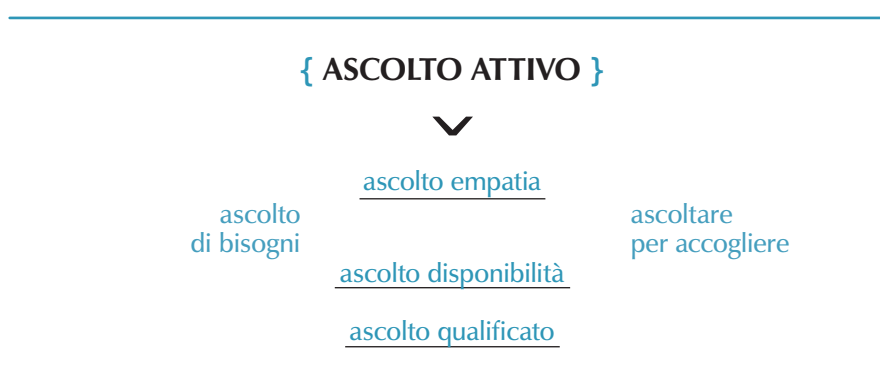 { ASCOLTO ATTIVO }
ascolto empatia
ascolto
di bisogni
ascoltare
per accogliere
ascolto disponibilità
ascolto qualificato